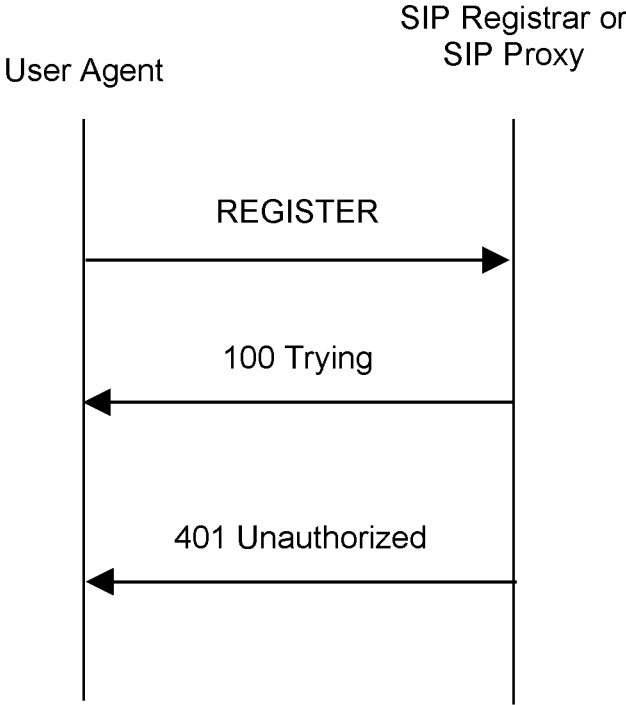 SIP Registrar or
SIP Proxy
User Agent
REGISTER
100 Trying
401 Unauthorized